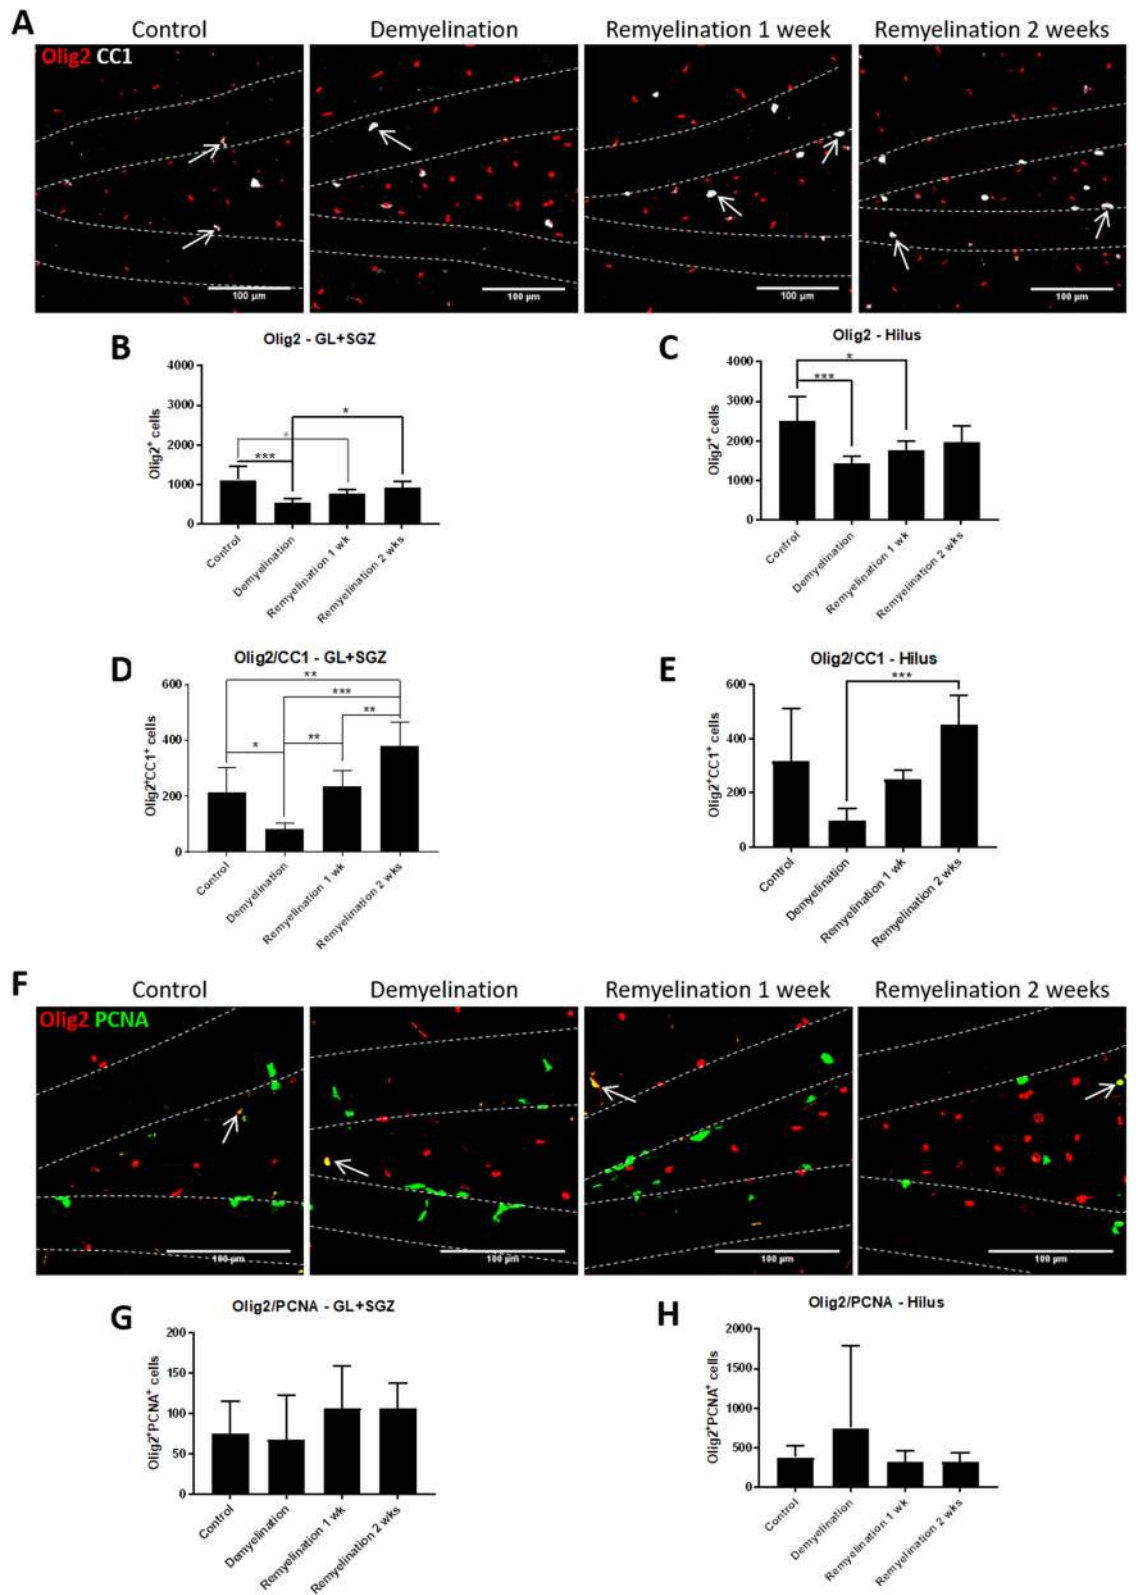 A
Control Demyelination Remyelination 1 week Remyelination 2 weeks
Olig2 CC1
100 µm 100 µm 100 µm 100 µm
B
Olig2 - GL+SGZ
Olig2⁺ cells
4000
3000
2000
1000
0
*
*
***
Control Demyelination Remyelination 1 wk Remyelination 2 wks
C
Olig2 - Hilus
Olig2⁺ cells
4000
3000
2000
1000
0
*
***
Control Demyelination Remyelination 1 wk Remyelination 2 wks
D
Olig2/CC1 - GL+SGZ
Olig2⁺CC1⁺ cells
600
400
200
0
**
***
**
**
*
Control Demyelination Remyelination 1 wk Remyelination 2 wks
E
Olig2/CC1 - Hilus
Olig2⁺CC1⁺ cells
600
400
200
0
***
Control Demyelination Remyelination 1 wk Remyelination 2 wks
F
Control Demyelination Remyelination 1 week Remyelination 2 weeks
Olig2 PCNA
100 µm 100 µm 100 µm 100 µm
G
Olig2/PCNA - GL+SGZ
Olig2⁺PCNA⁺ cells
200
150
100
50
0
Control Demyelination Remyelination 1 wk Remyelination 2 wks
H
Olig2/PCNA - Hilus
Olig2⁺PCNA⁺ cells
2000
1500
1000
500
0
Control Demyelination Remyelination 1 wk Remyelination 2 wks